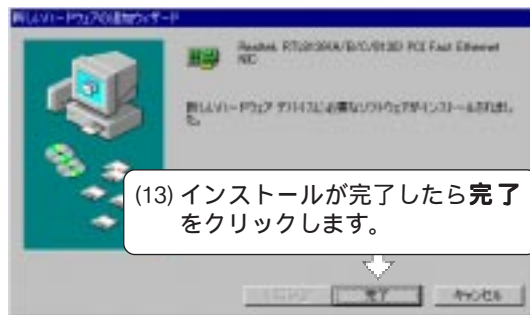 新しいハードウェアの追加ウィザード
Realtek RTL8139(A/B/C/8130) PCI Fast Ethernet
NIC
新しいハードウェア デバイスに必要なソフトウェアがインストールされまし
た。
(13) インストールが完了したら完了
をクリックします。
完了
キャンセル